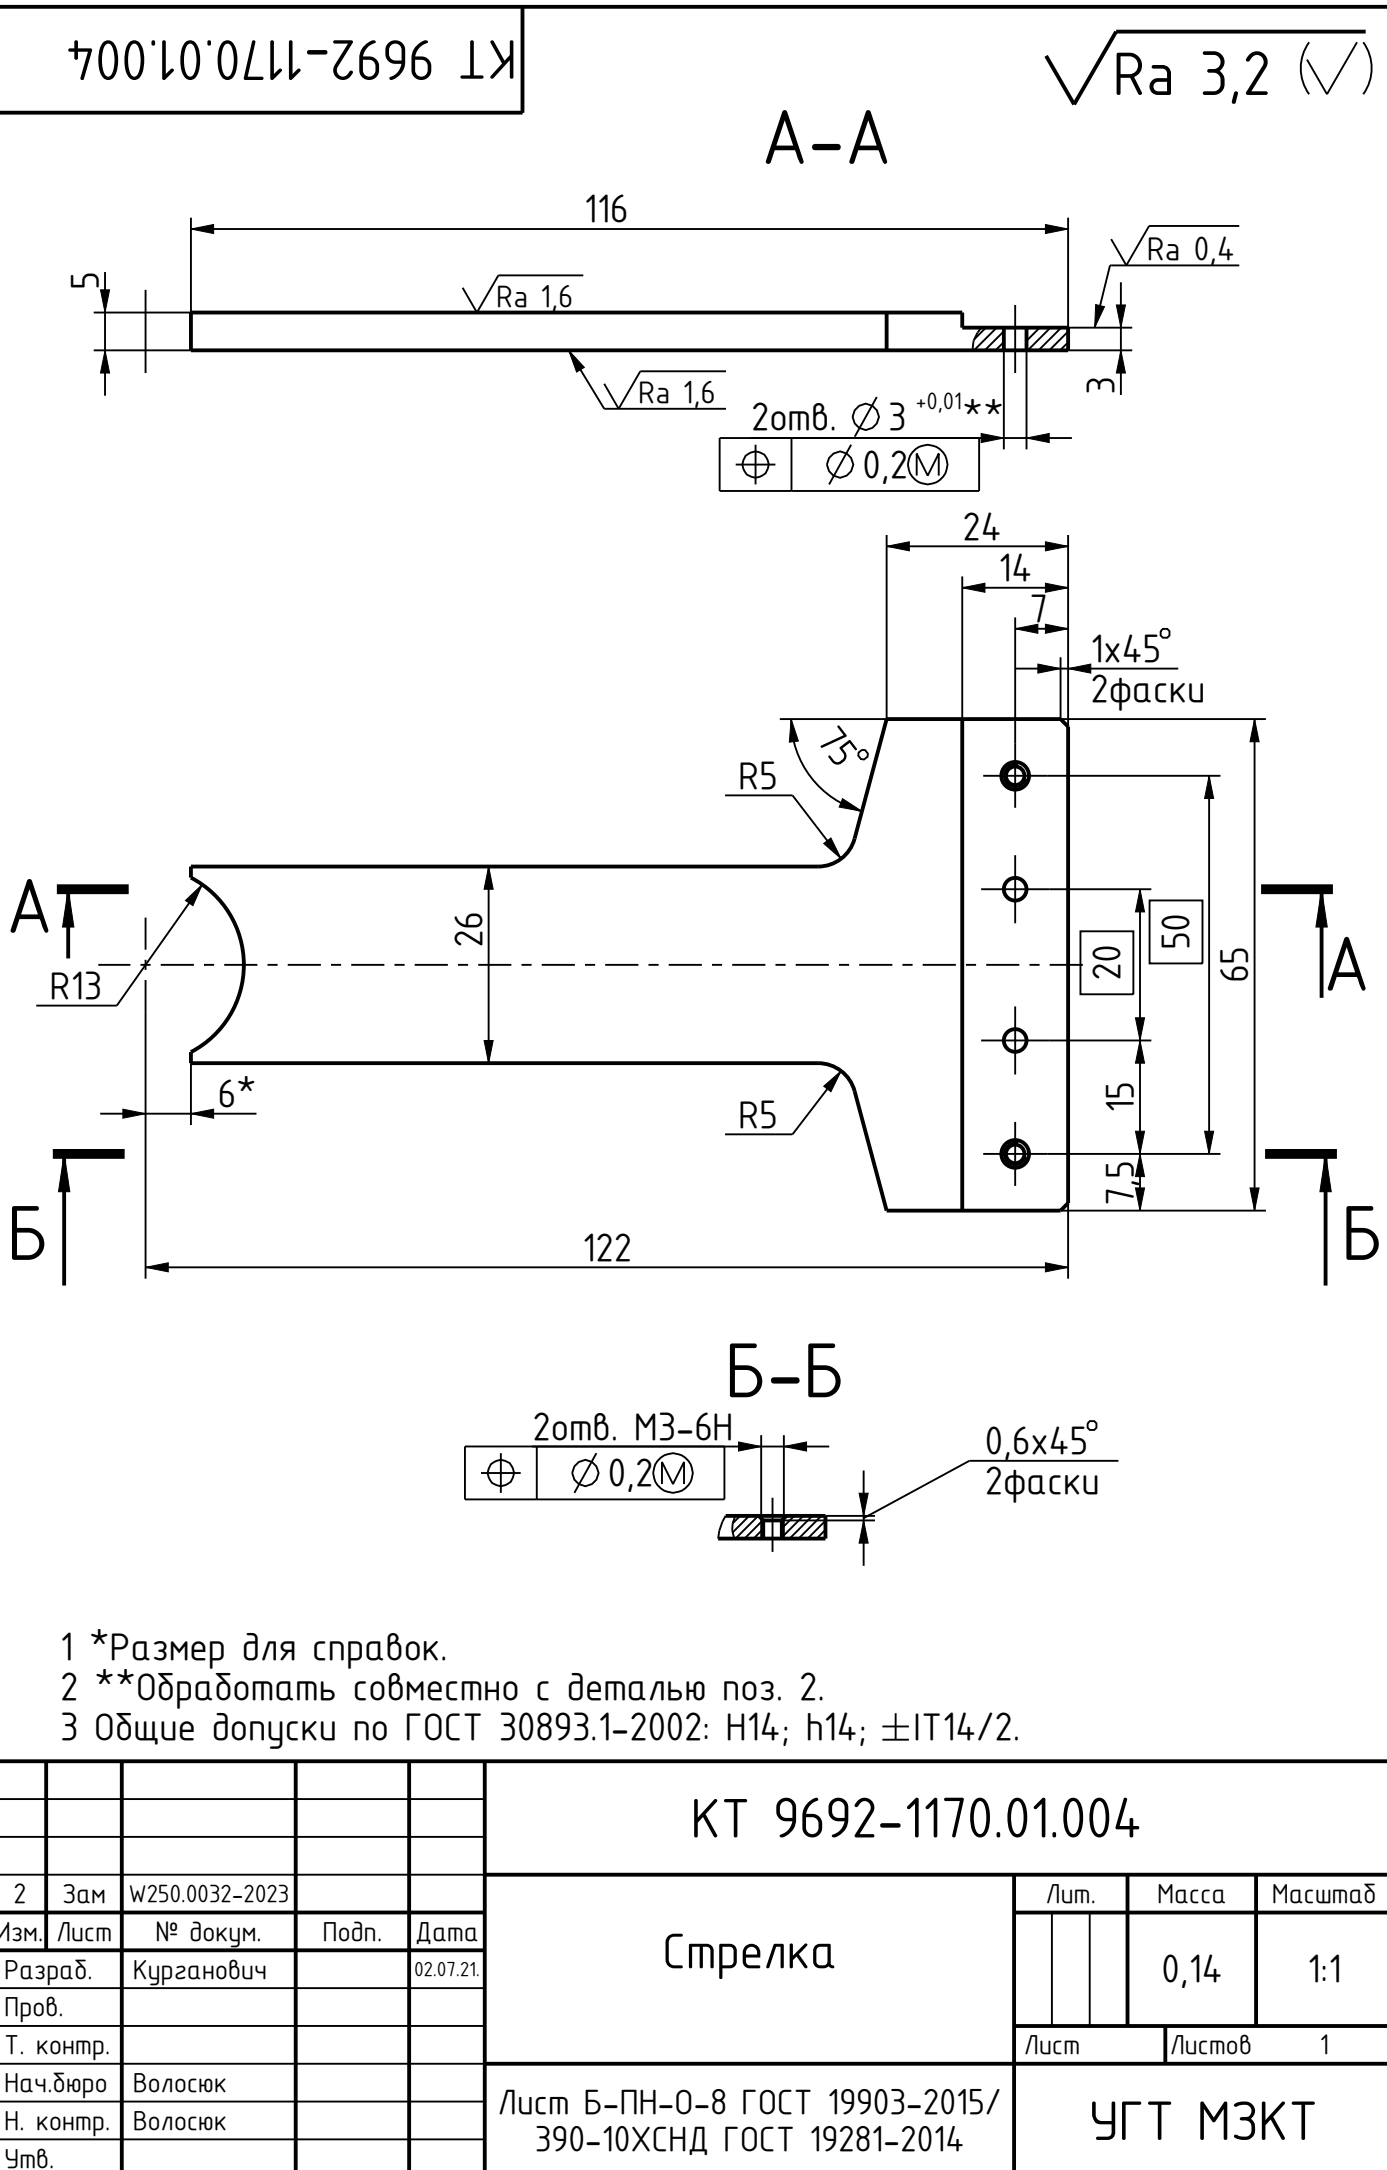 КТ 9692-1170.01.004
√Ra 3,2 (√)
А-А
116
5
Ra 1,6
Ra 0,4
3
Ra 1,6
2отв. ⌀3 +0,01**
⌖ ⌀0,2Ⓜ
24
14
7
1х45°
2фаски
75°
R5
А
А
R13
26
20
50
65
6*
R5
15
7,5
Б
Б
122
Б-Б
2отв. М3-6Н
⌖ ⌀0,2Ⓜ
0,6х45°
2фаски
1 *Размер для справок.
2 **Обработать совместно с деталью поз. 2.
3 Общие допуски по ГОСТ 30893.1-2002: Н14; h14; ±IT14/2.
КТ 9692-1170.01.004
2 Зам W250.0032-2023
Изм. Лист № докум. Подп. Дата
Разраб. Курганович 02.07.21.
Пров.
Т. контр.
Нач.бюро Волосюк
Н. контр. Волосюк
Утв.
Стрелка
Лит. Масса Масштаб
0,14 1:1
Лист Листов 1
Лист Б-ПН-О-8 ГОСТ 19903-2015/
390-10ХСНД ГОСТ 19281-2014
УГТ МЗКТ